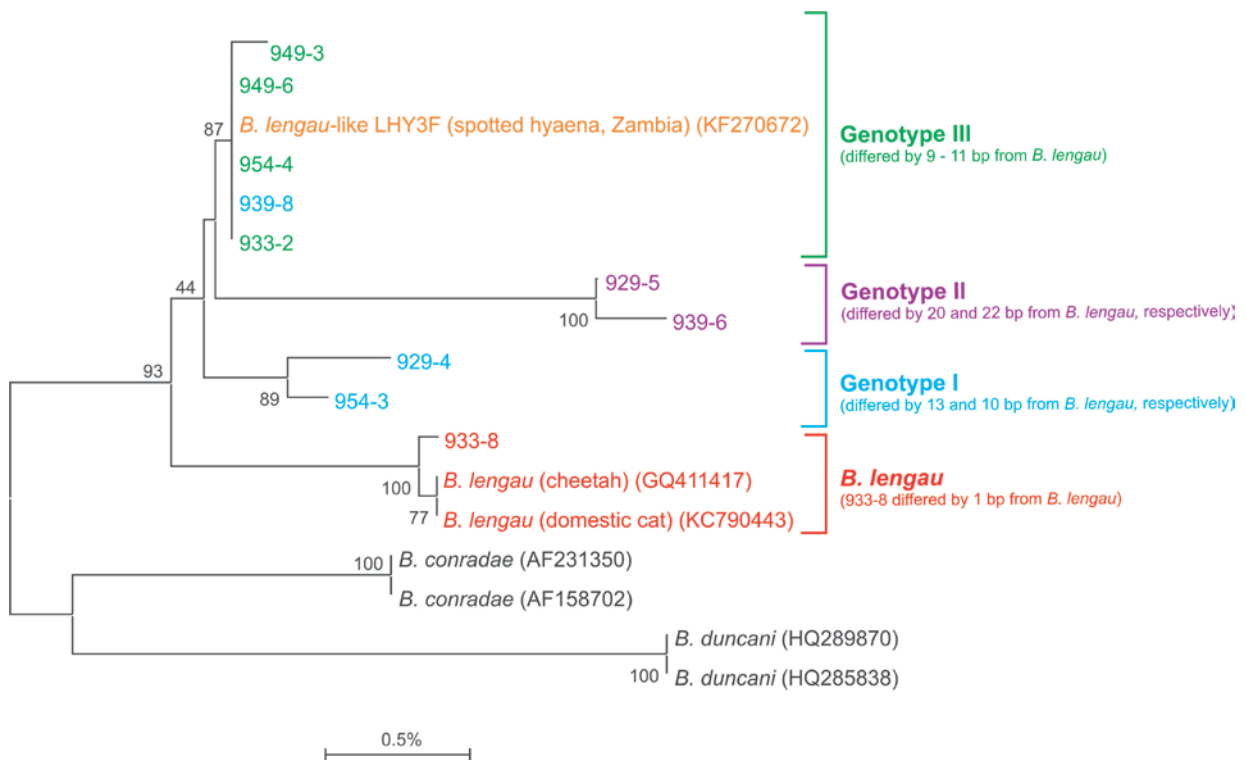 949-3
949-6
87
B. lengau-like LHY3F (spotted hyaena, Zambia) (KF270672)
954-4
939-8
933-2
Genotype III
(differed by 9 - 11 bp from B. lengau)
44
929-5
100
939-6
Genotype II
(differed by 20 and 22 bp from B. lengau, respectively)
93
929-4
89
954-3
Genotype I
(differed by 13 and 10 bp from B. lengau, respectively)
933-8
100
B. lengau (cheetah) (GQ411417)
77
B. lengau (domestic cat) (KC790443)
B. lengau
(933-8 differed by 1 bp from B. lengau)
100
B. conradae (AF231350)
B. conradae (AF158702)
B. duncani (HQ289870)
100
B. duncani (HQ285838)
0.5%